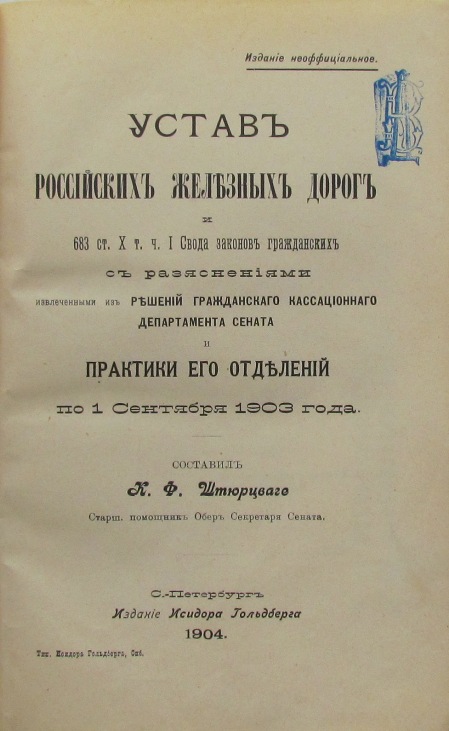 Изданіе неоффиціальное.
УСТАВЪ
РОССІЙСКИХЪ ЖЕЛѢЗНЫХЪ ДОРОГЪ
и
683 ст. X т. ч. I Свода законовъ гражданскихъ
съ разясненіями
извлеченными изъ РѢШЕНІЙ ГРАЖДАНСКАГО КАССАЦІОННАГО
ДЕПАРТАМЕНТА СЕНАТА
и
ПРАКТИКИ ЕГО ОТДѢЛЕНІЙ
по 1 Сентября 1903 года.
СОСТАВИЛЪ
К. Ф. Штюрцваге
Старш. помощникъ Оберъ Секретаря Сената.
С.-Петербургъ
Изданіе Исидора Гольдберга
1904.
Тип. Исидора Гольдберга, Спб.